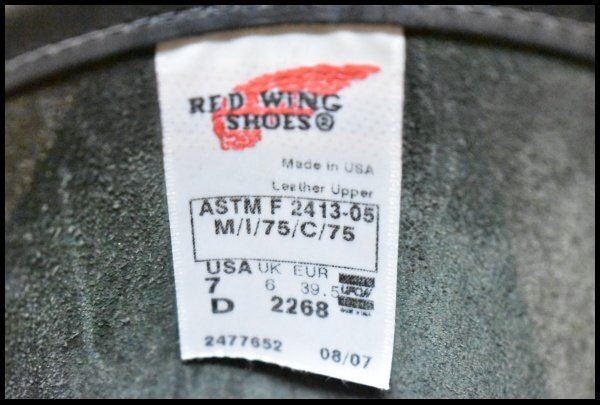 RED WING
SHOES®
Made in USA
Leather Upper
ASTM F 2413-05
M/I/75/C/75
USA UK EUR
7 6 39.5
D 2268
UFCW
2477652 08/07